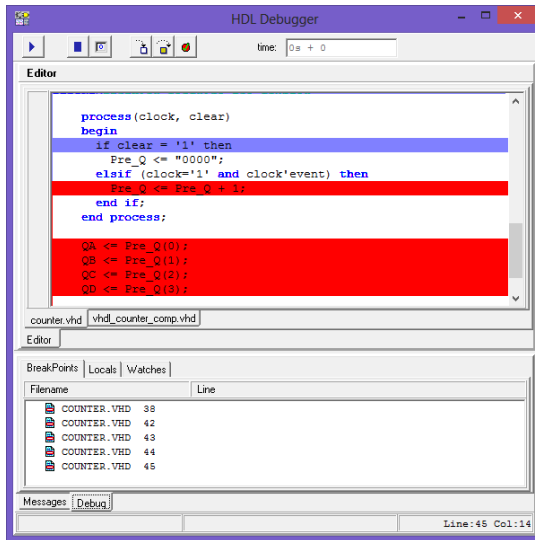 HDL Debugger
time: 0s + 0
Editor
process(clock, clear)
begin
if clear = '1' then
Pre_Q <= "0000";
elsif (clock='1' and clock'event) then
Pre_Q <= Pre_Q + 1;
end if;
end process;
QA <= Pre_Q(0);
QB <= Pre_Q(1);
QC <= Pre_Q(2);
QD <= Pre_Q(3);
counter.vhd vhdl_counter_comp.vhd
Editor
BreakPoints Locals Watches
Filename Line
COUNTER.VHD 38
COUNTER.VHD 42
COUNTER.VHD 43
COUNTER.VHD 44
COUNTER.VHD 45
Messages Debug
Line:45 Col:14